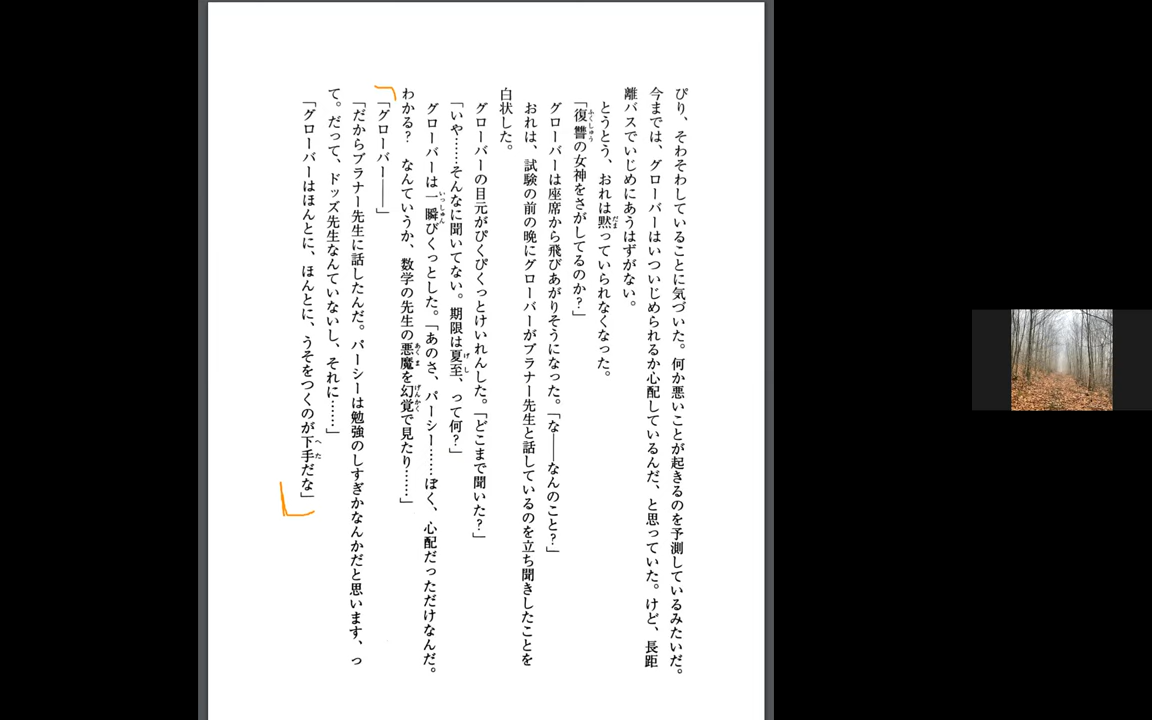 ぴり、そわそわしていることに気づいた。何か悪いことが起きるのを予測しているみたいだ。
今までは、グローバーはいついじめられるか心配しているんだ、と思っていた。けど、長距
離バスでいじめにあうはずがない。
とうとう、おれは黙っていられなくなった。
「復讐の女神をさがしてるのか？」
グローバーは座席から飛びあがりそうになった。「な――なんのこと？」
おれは、試験の前の晩にグローバーがブラナー先生と話しているのを立ち聞きしたことを
白状した。
グローバーの目元がぴくぴくっとけいれんした。「どこまで聞いた？」
「いや……そんなに聞いてない。期限は夏至、って何？」
グローバーは一瞬びくっとした。「あのさ、パーシー……ぼく、心配だっただけなんだ。
わかる？　なんていうか、数学の先生の悪魔を幻覚で見たり……」
「グローバー――」
「だからブラナー先生に話したんだ。パーシーは勉強のしすぎかなんかだと思います、っ
て。だって、ドッズ先生なんていないし、それに……」
「グローバーはほんとに、ほんとに、うそをつくのが下手だな」